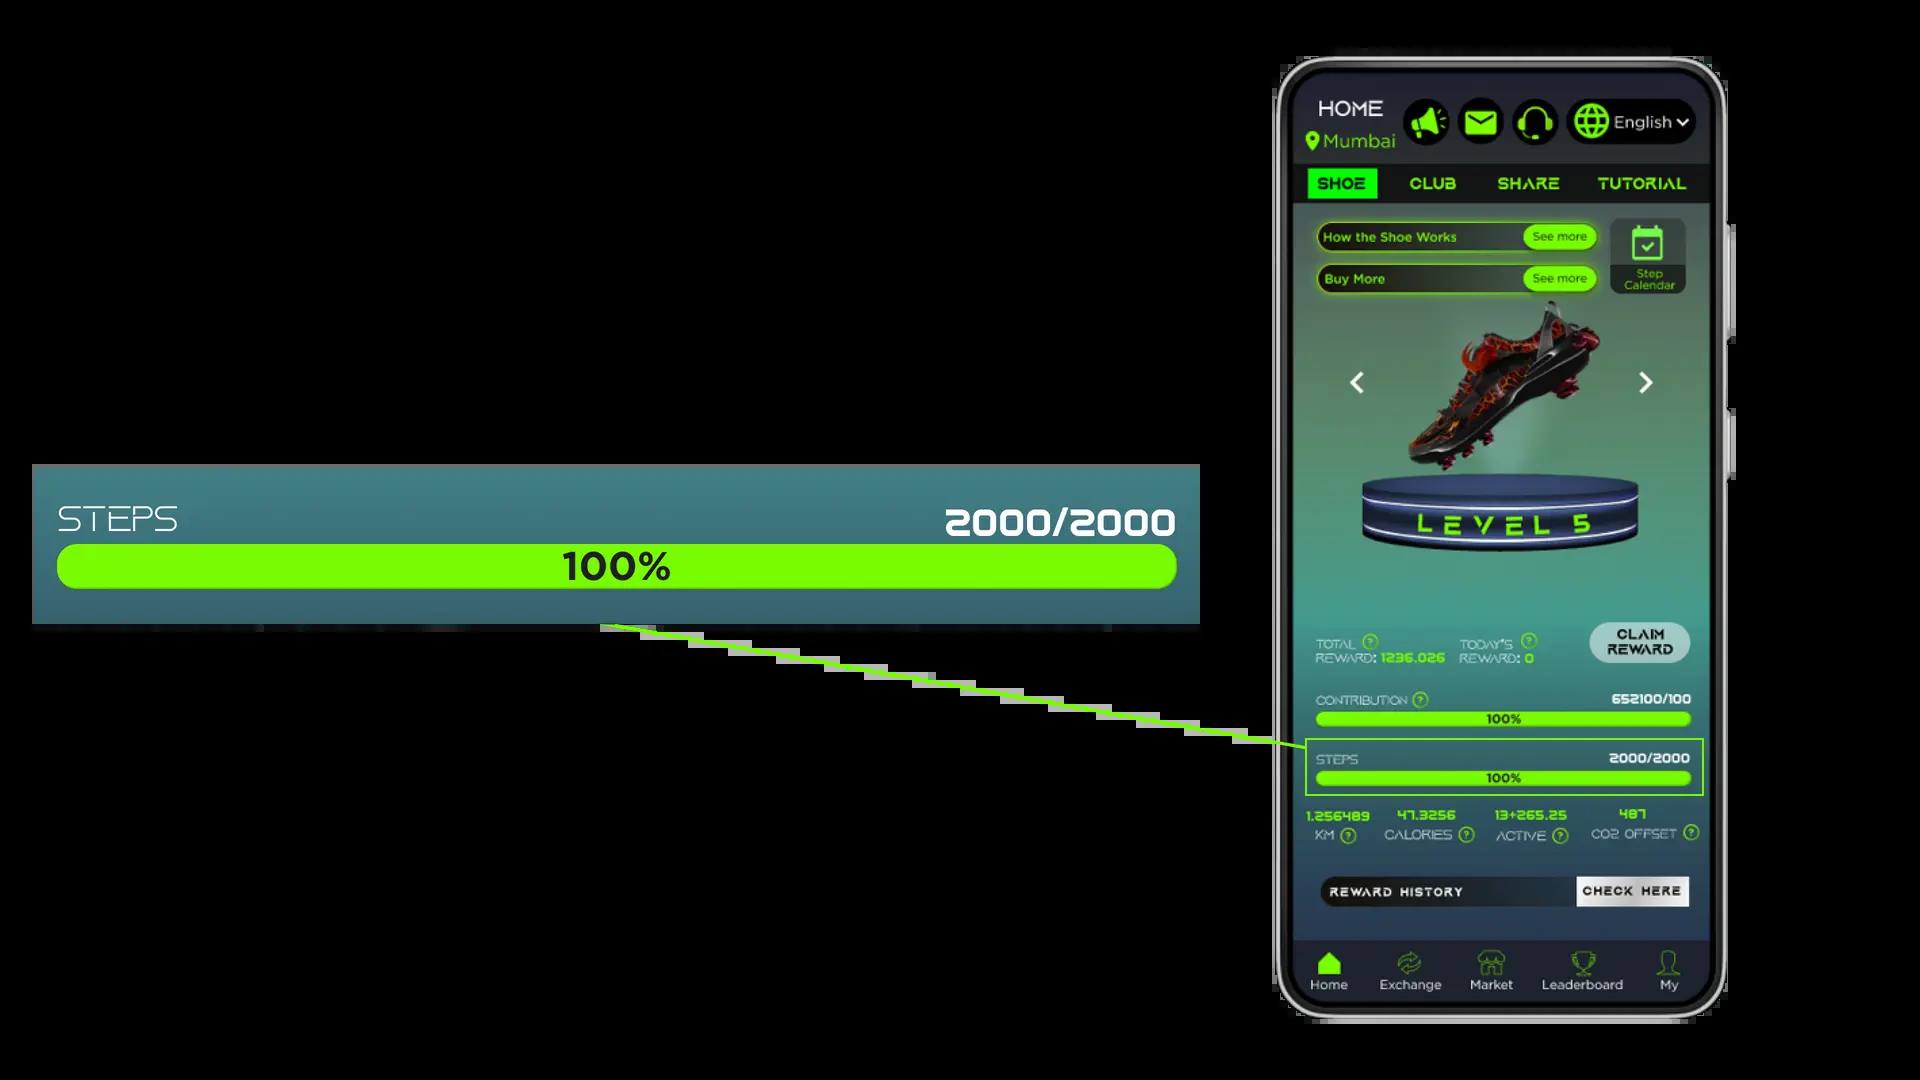 STEPS
2000/2000
100%
HOME
Mumbai
English
SHOE
CLUB
SHARE
TUTORIAL
How the Shoe Works
See more
Buy More
See more
Step
Calendar
LEVEL 5
TOTAL
REWARD: 1236.026
TODAY'S
REWARD: 0
CLAIM
REWARD
CONTRIBUTION
652100/100
100%
STEPS
2000/2000
100%
1.256489
KM
47.3256
CALORIES
13+265.25
ACTIVE
487
CO2 OFFSET
REWARD HISTORY
CHECK HERE
Home
Exchange
Market
Leaderboard
My